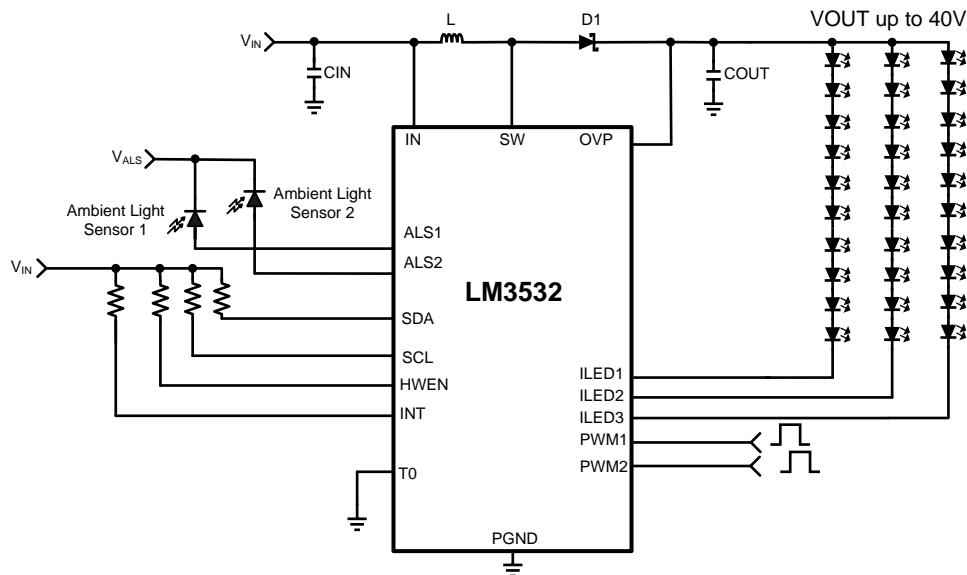 L
D1
VOUT up to 40V
VIN
CIN
COUT
IN
SW
OVP
VALS
Ambient Light
Sensor 1
Ambient Light
Sensor 2
ALS1
ALS2
VIN
LM3532
SDA
SCL
HWEN
INT
ILED1
ILED2
ILED3
PWM1
PWM2
T0
PGND